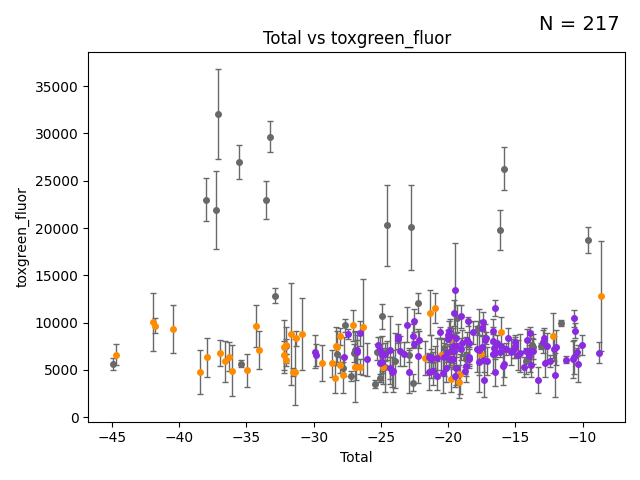 N = 217
Total vs toxgreen_fluor
35000
30000
25000
20000
15000
10000
5000
0
toxgreen_fluor
−45 −40 −35 −30 −25 −20 −15 −10
Total